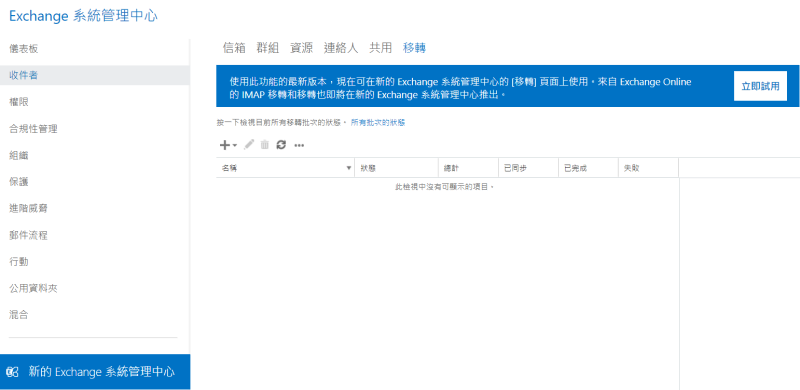 Exchange 系統管理中心
儀表板
收件者
權限
合規性管理
組織
保護
進階威脅
郵件流程
行動
公用資料夾
混合
新的 Exchange 系統管理中心
信箱 群組 資源 連絡人 共用 移轉
使用此功能的最新版本，現在可在新的 Exchange 系統管理中心的 [移轉] 頁面上使用。來自 Exchange Online
的 IMAP 移轉和移轉也即將在新的 Exchange 系統管理中心推出。
立即試用
按一下檢視目前所有移轉批次的狀態。 所有批次的狀態
名稱 狀態 總計 已同步 已完成 失敗
此檢視中沒有可顯示的項目。